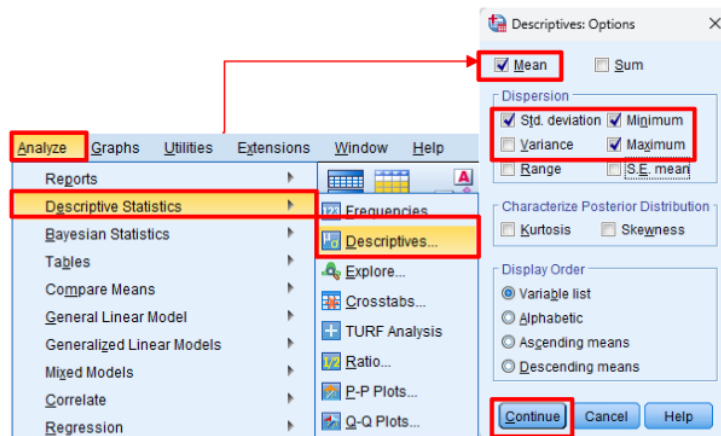 Descriptives: Options
Mean
Sum
Dispersion
Std. deviation
Minimum
Variance
Maximum
Range
S.E. mean
Characterize Posterior Distribution
Kurtosis
Skewness
Display Order
Variable list
Alphabetic
Ascending means
Descending means
Continue
Cancel
Help
Analyze
Graphs
Utilities
Extensions
Window
Help
Reports
Descriptive Statistics
Bayesian Statistics
Tables
Compare Means
General Linear Model
Generalized Linear Models
Mixed Models
Correlate
Regression
A
123 Frequencies
Descriptives...
Explore...
Crosstabs...
TURF Analysis
1/2 Ratio...
P-P Plots...
Q-Q Plots...